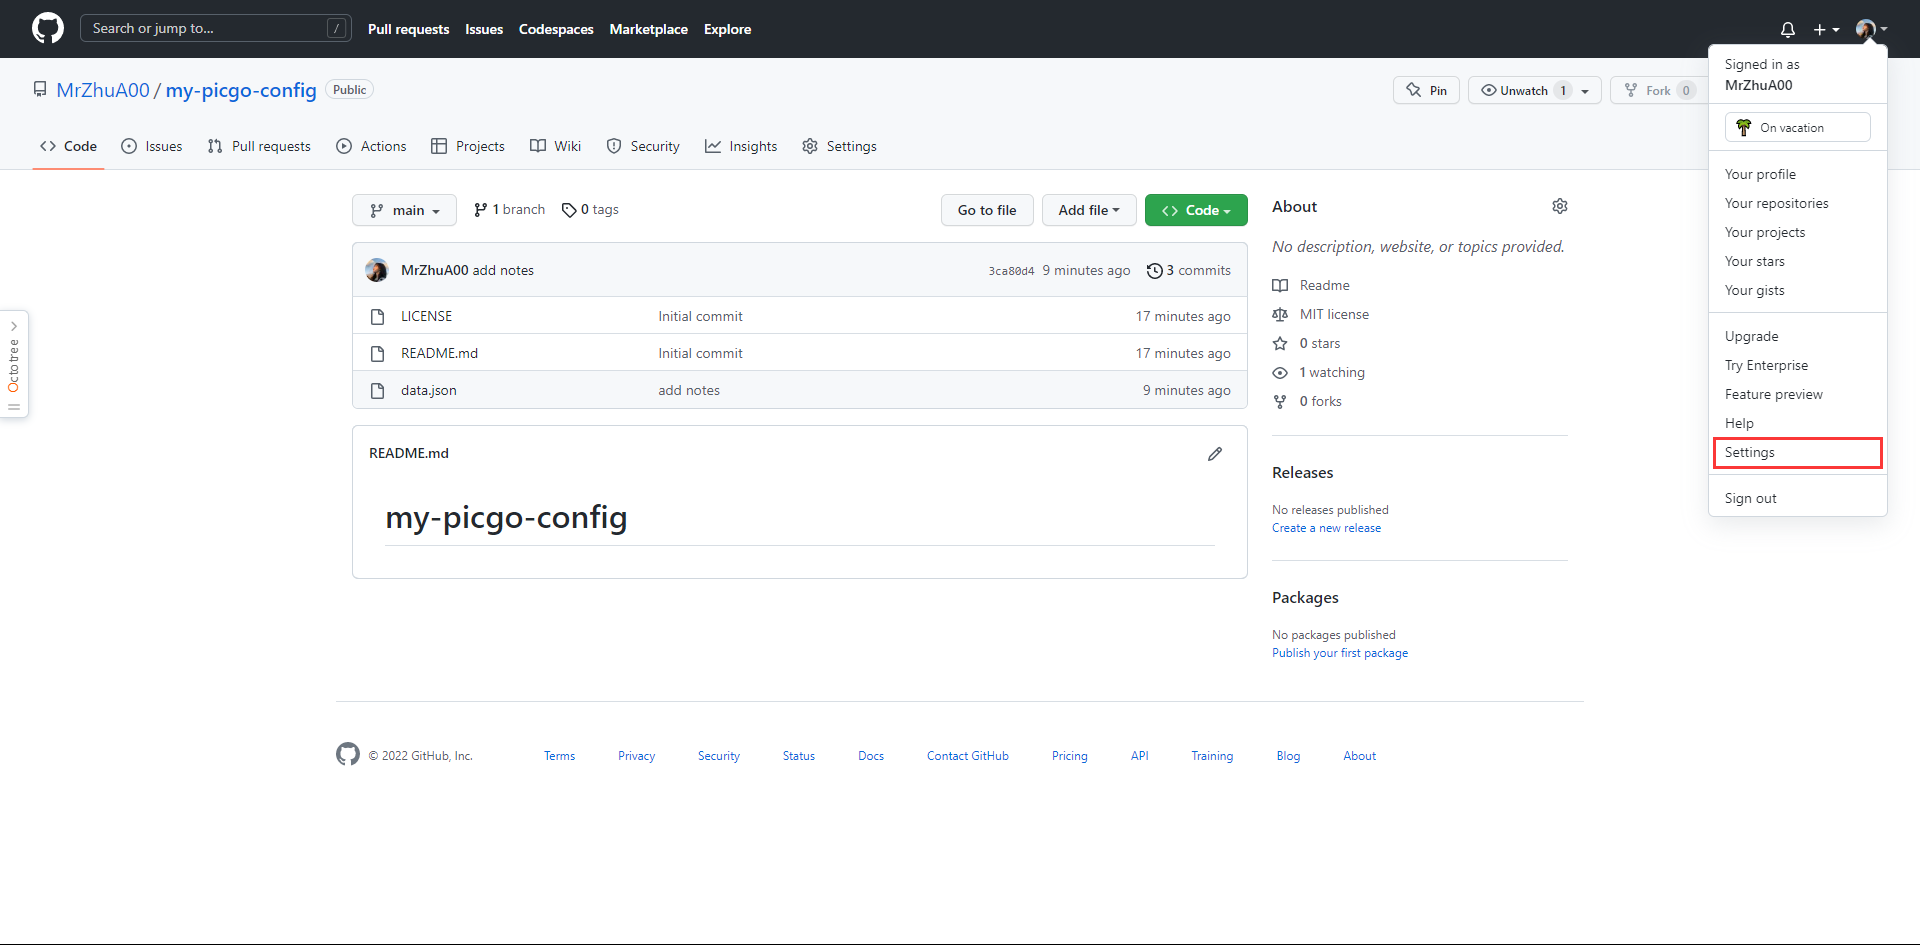 Search or jump to... /
Pull requests Issues Codespaces Marketplace Explore
MrZhuA00 / my-picgo-config Public
Pin Unwatch 1 Fork 0
Code Issues Pull requests Actions Projects Wiki Security Insights Settings
Signed in as
MrZhuA00
On vacation
Your profile
Your repositories
Your projects
Your stars
Your gists
Upgrade
Try Enterprise
Feature preview
Help
Settings
Sign out
main 1 branch 0 tags Go to file Add file Code
MrZhuA00 add notes 3ca80d4 9 minutes ago 3 commits
LICENSE Initial commit 17 minutes ago
README.md Initial commit 17 minutes ago
data.json add notes 9 minutes ago
README.md
my-picgo-config
About
No description, website, or topics provided.
Readme
MIT license
0 stars
1 watching
0 forks
Releases
No releases published
Create a new release
Packages
No packages published
Publish your first package
Octotree
© 2022 GitHub, Inc. Terms Privacy Security Status Docs Contact GitHub Pricing API Training Blog About